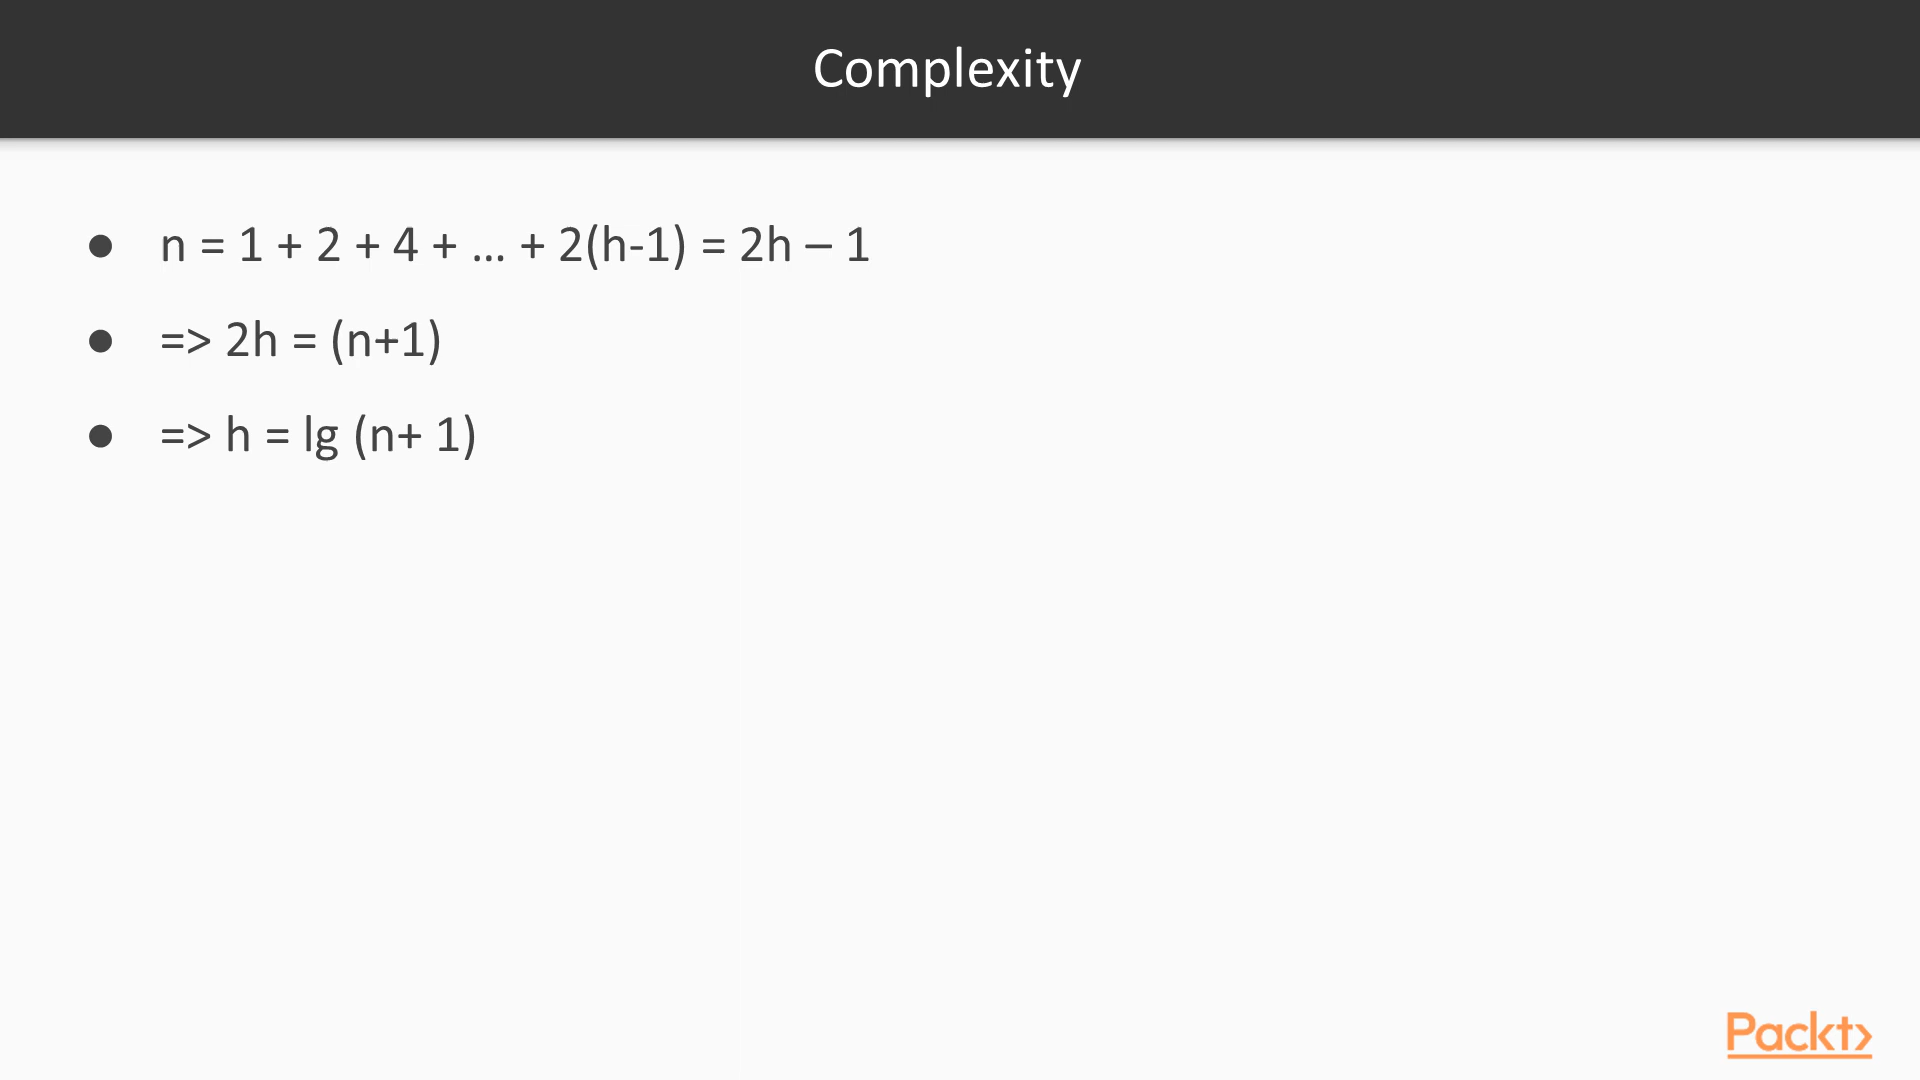 Complexity
● n = 1 + 2 + 4 + ... + 2(h-1) = 2h – 1
● => 2h = (n+1)
● => h = lg (n+ 1)
Packt>